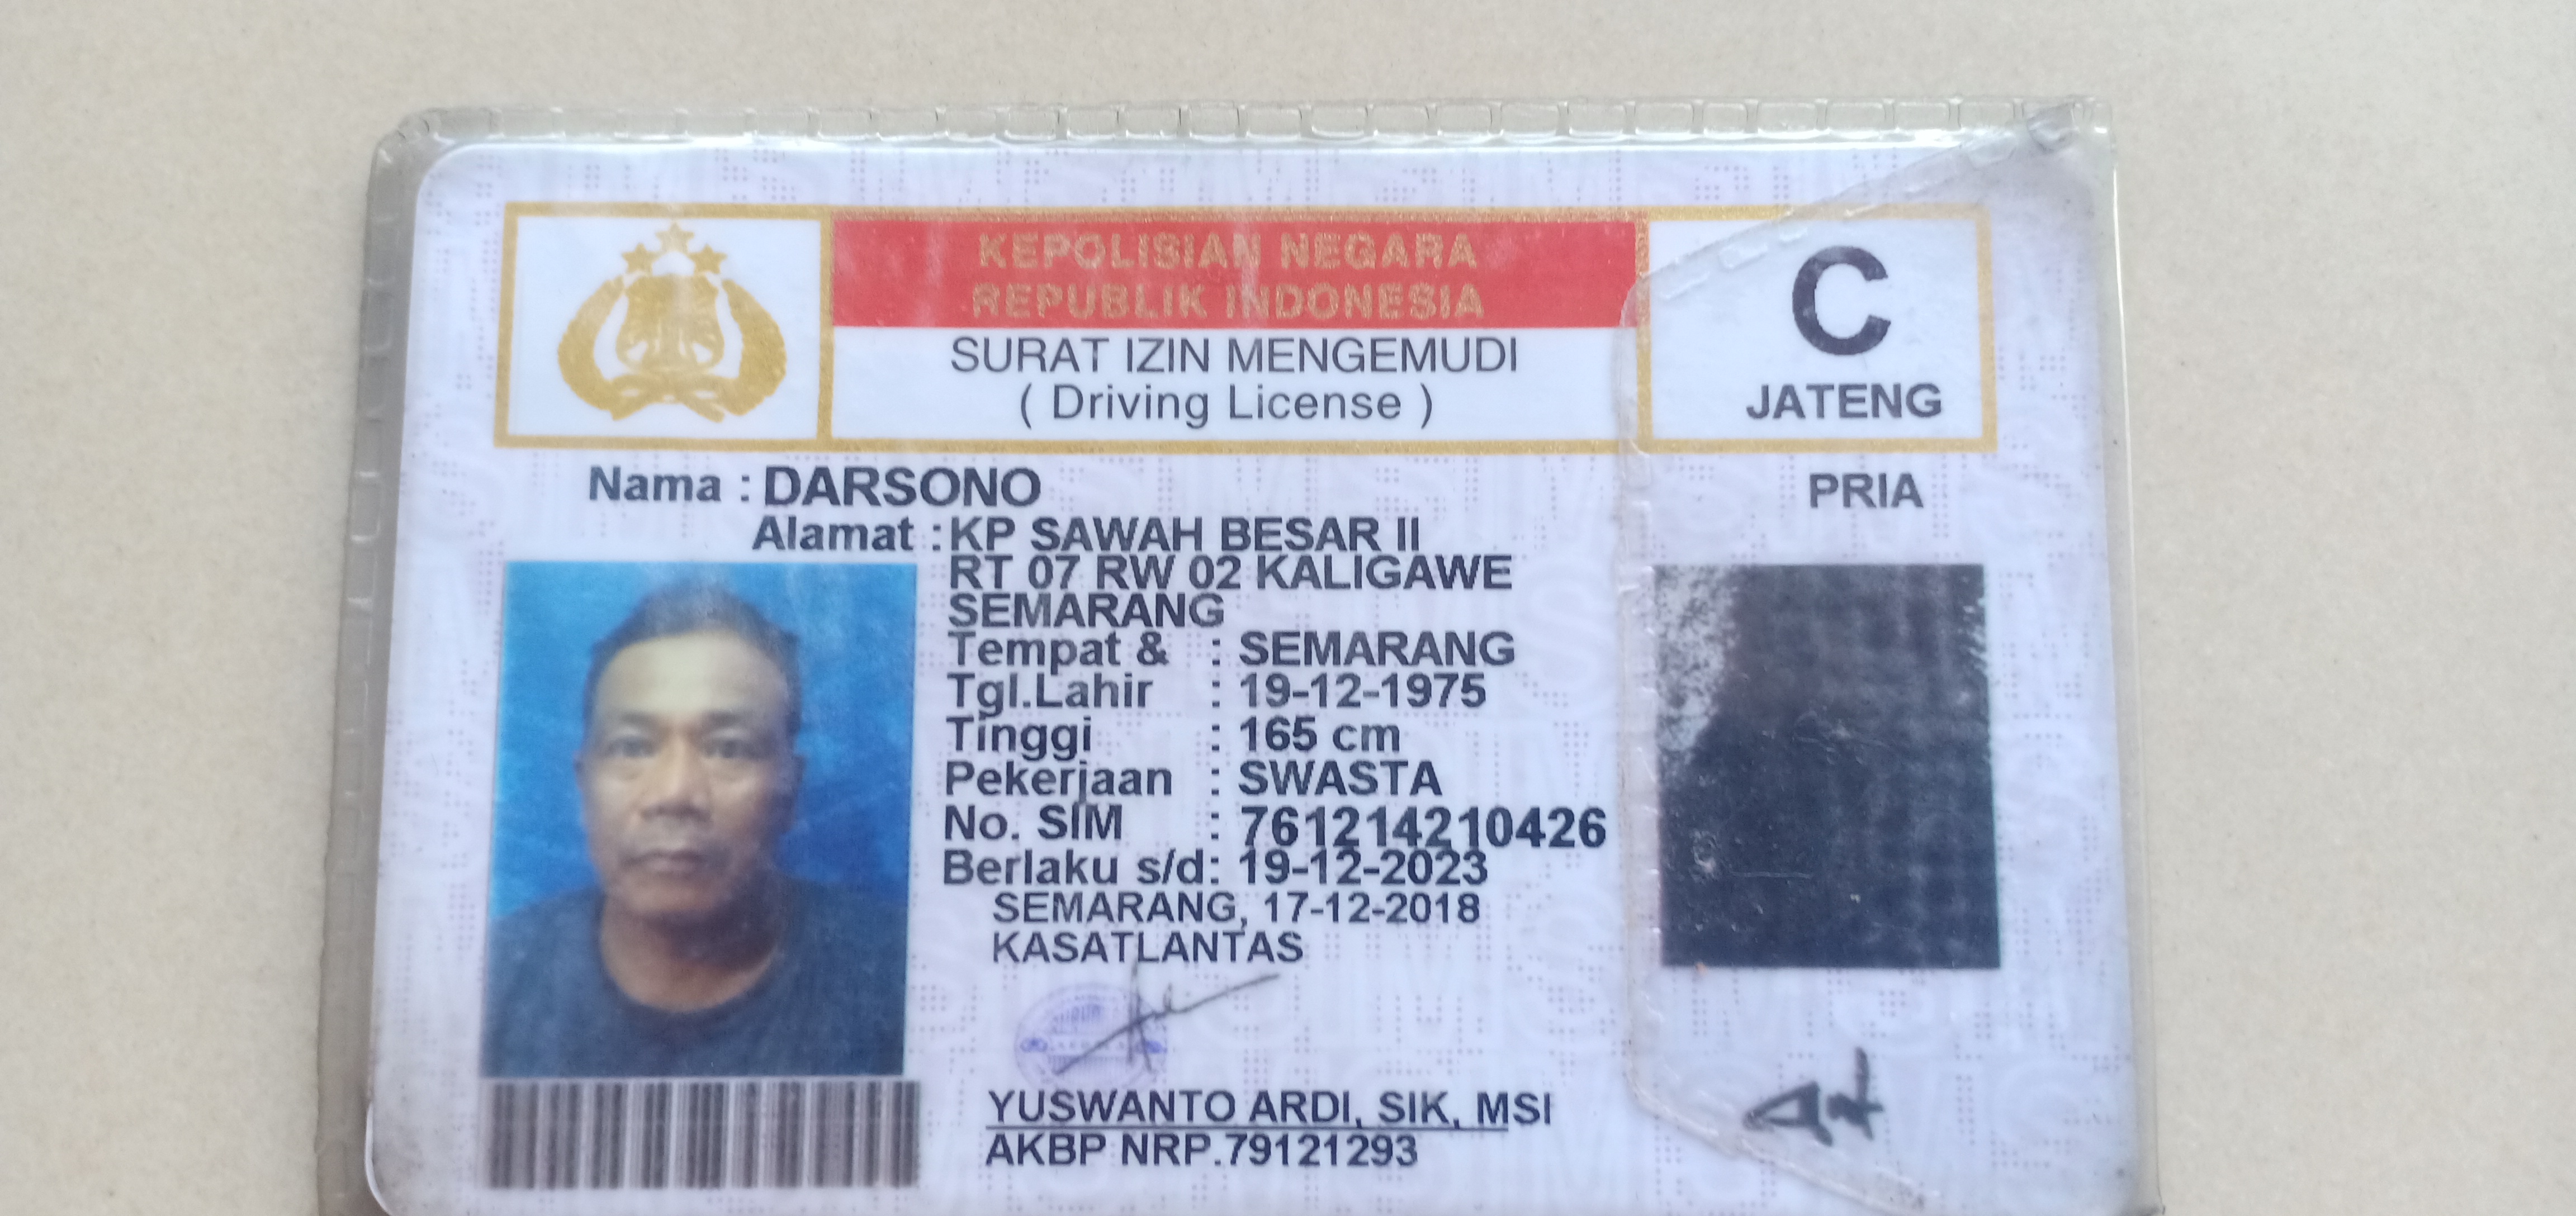 KEPOLISIAN NEGARA
REPUBLIK INDONESIA
SURAT IZIN MENGEMUDI
( Driving License )
C
JATENG
Nama : DARSONO
PRIA
Alamat : KP SAWAH BESAR II
RT 07 RW 02 KALIGAWE
SEMARANG
Tempat & : SEMARANG
Tgl.Lahir : 19-12-1975
Tinggi : 165 cm
Pekerjaan : SWASTA
No. SIM : 761214210426
Berlaku s/d: 19-12-2023
SEMARANG, 17-12-2018
KASATLANTAS
YUSWANTO ARDI, SIK, MSI
AKBP NRP.79121293